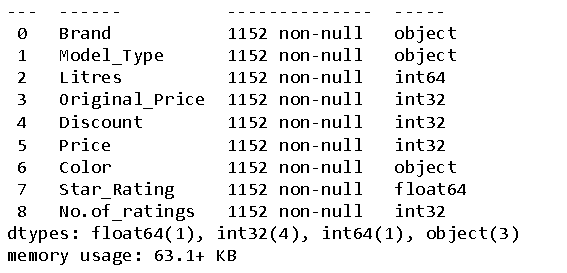 ---  ------          --------------  -----
 0   Brand           1152 non-null   object
 1   Model_Type      1152 non-null   object
 2   Litres          1152 non-null   int64
 3   Original_Price  1152 non-null   int32
 4   Discount        1152 non-null   int32
 5   Price           1152 non-null   int32
 6   Color           1152 non-null   object
 7   Star_Rating     1152 non-null   float64
 8   No.of_ratings   1152 non-null   int32
dtypes: float64(1), int32(4), int64(1), object(3)
memory usage: 63.1+ KB